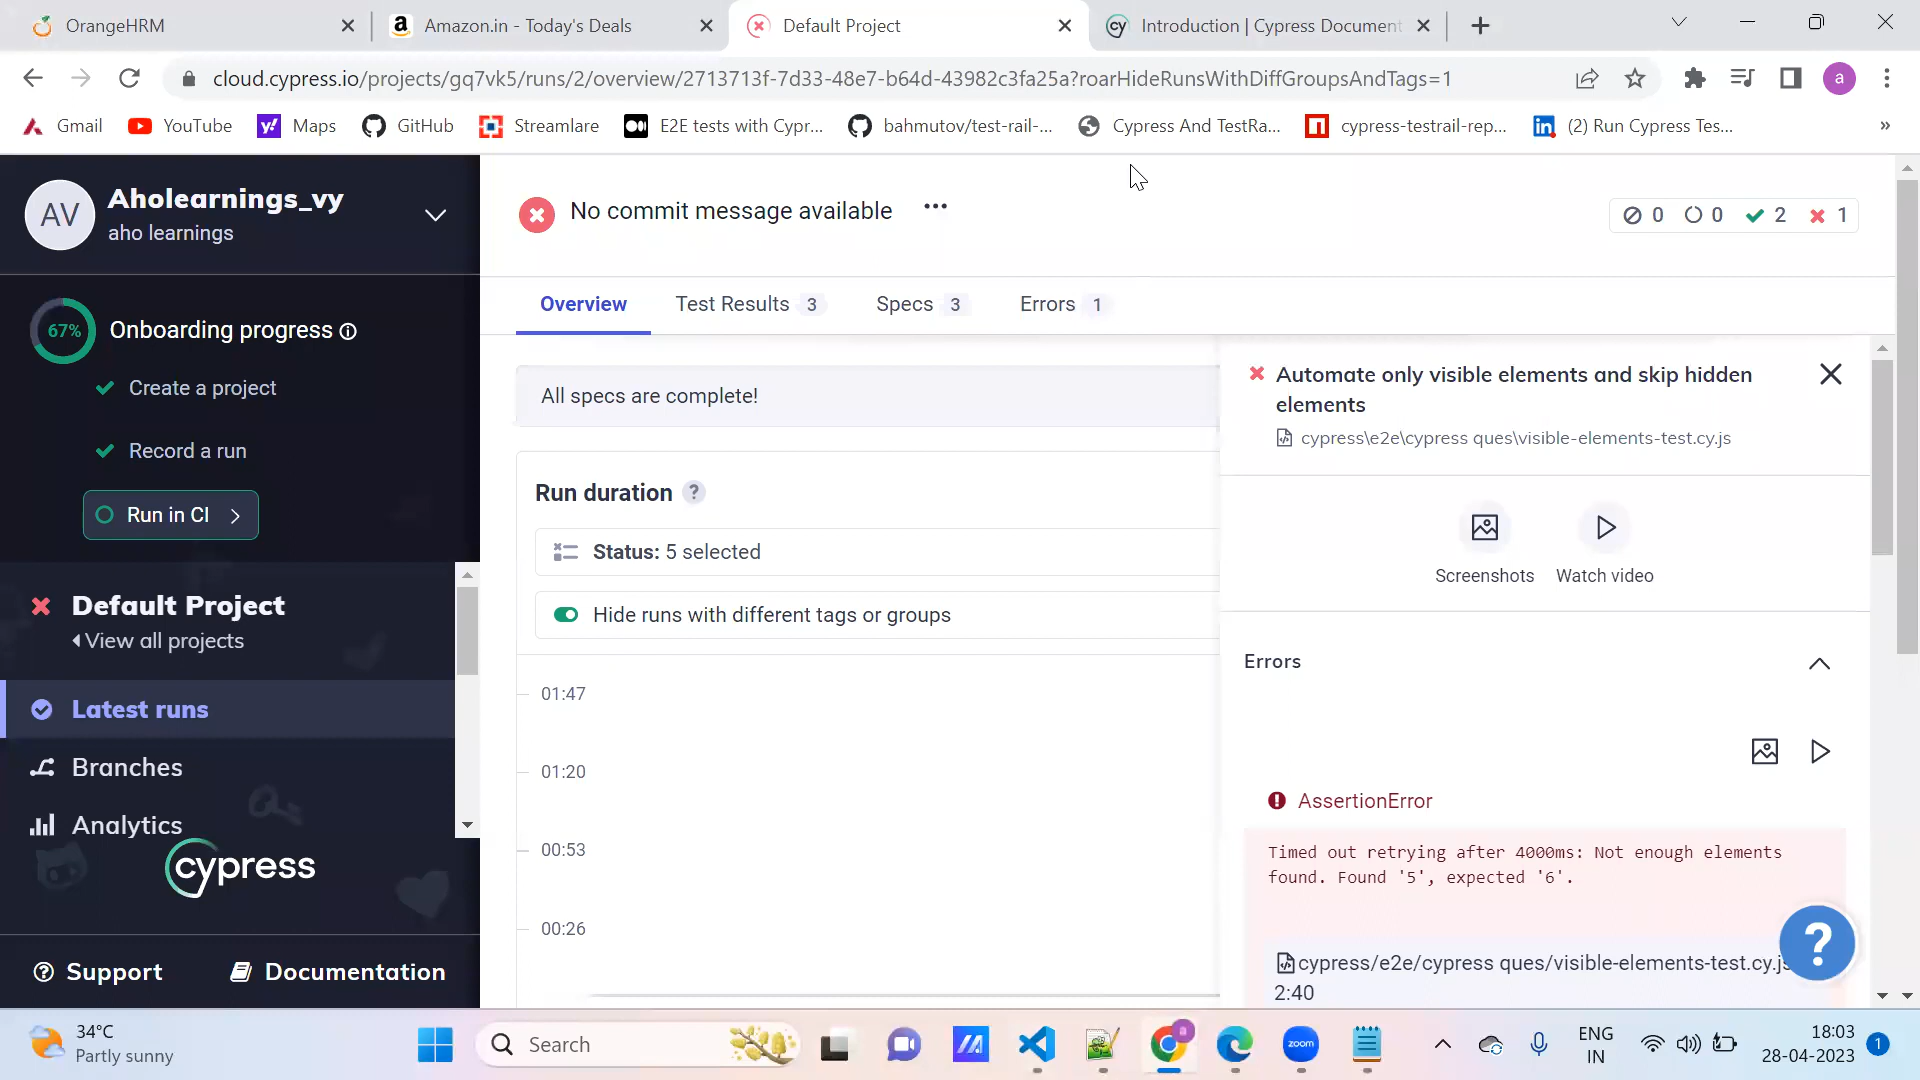 OrangeHRM
Amazon.in - Today's Deals
Default Project
Introduction | Cypress Document
cloud.cypress.io/projects/gq7vk5/runs/2/overview/2713713f-7d33-48e7-b64d-43982c3fa25a?roarHideRunsWithDiffGroupsAndTags=1
a
Gmail
YouTube
Maps
GitHub
Streamlare
E2E tests with Cypr...
bahmutov/test-rail-...
Cypress And TestRa...
cypress-testrail-rep...
(2) Run Cypress Tes...
AV
Aholearnings_vy
aho learnings
67%
Onboarding progress
Create a project
Record a run
Run in CI
Default Project
View all projects
Latest runs
Branches
Analytics
cypress
Support
Documentation
No commit message available
0 0 2 1
Overview
Test Results 3
Specs 3
Errors 1
All specs are complete!
Run duration ?
Status: 5 selected
Hide runs with different tags or groups
01:47
01:20
00:53
00:26
Automate only visible elements and skip hidden
elements
cypress\e2e\cypress ques\visible-elements-test.cy.js
Screenshots
Watch video
Errors
AssertionError
Timed out retrying after 4000ms: Not enough elements
found. Found '5', expected '6'.
cypress/e2e/cypress ques/visible-elements-test.cy.js
2:40
?
34°C
Partly sunny
Search
a
zoom
ENG
IN
18:03
28-04-2023
1